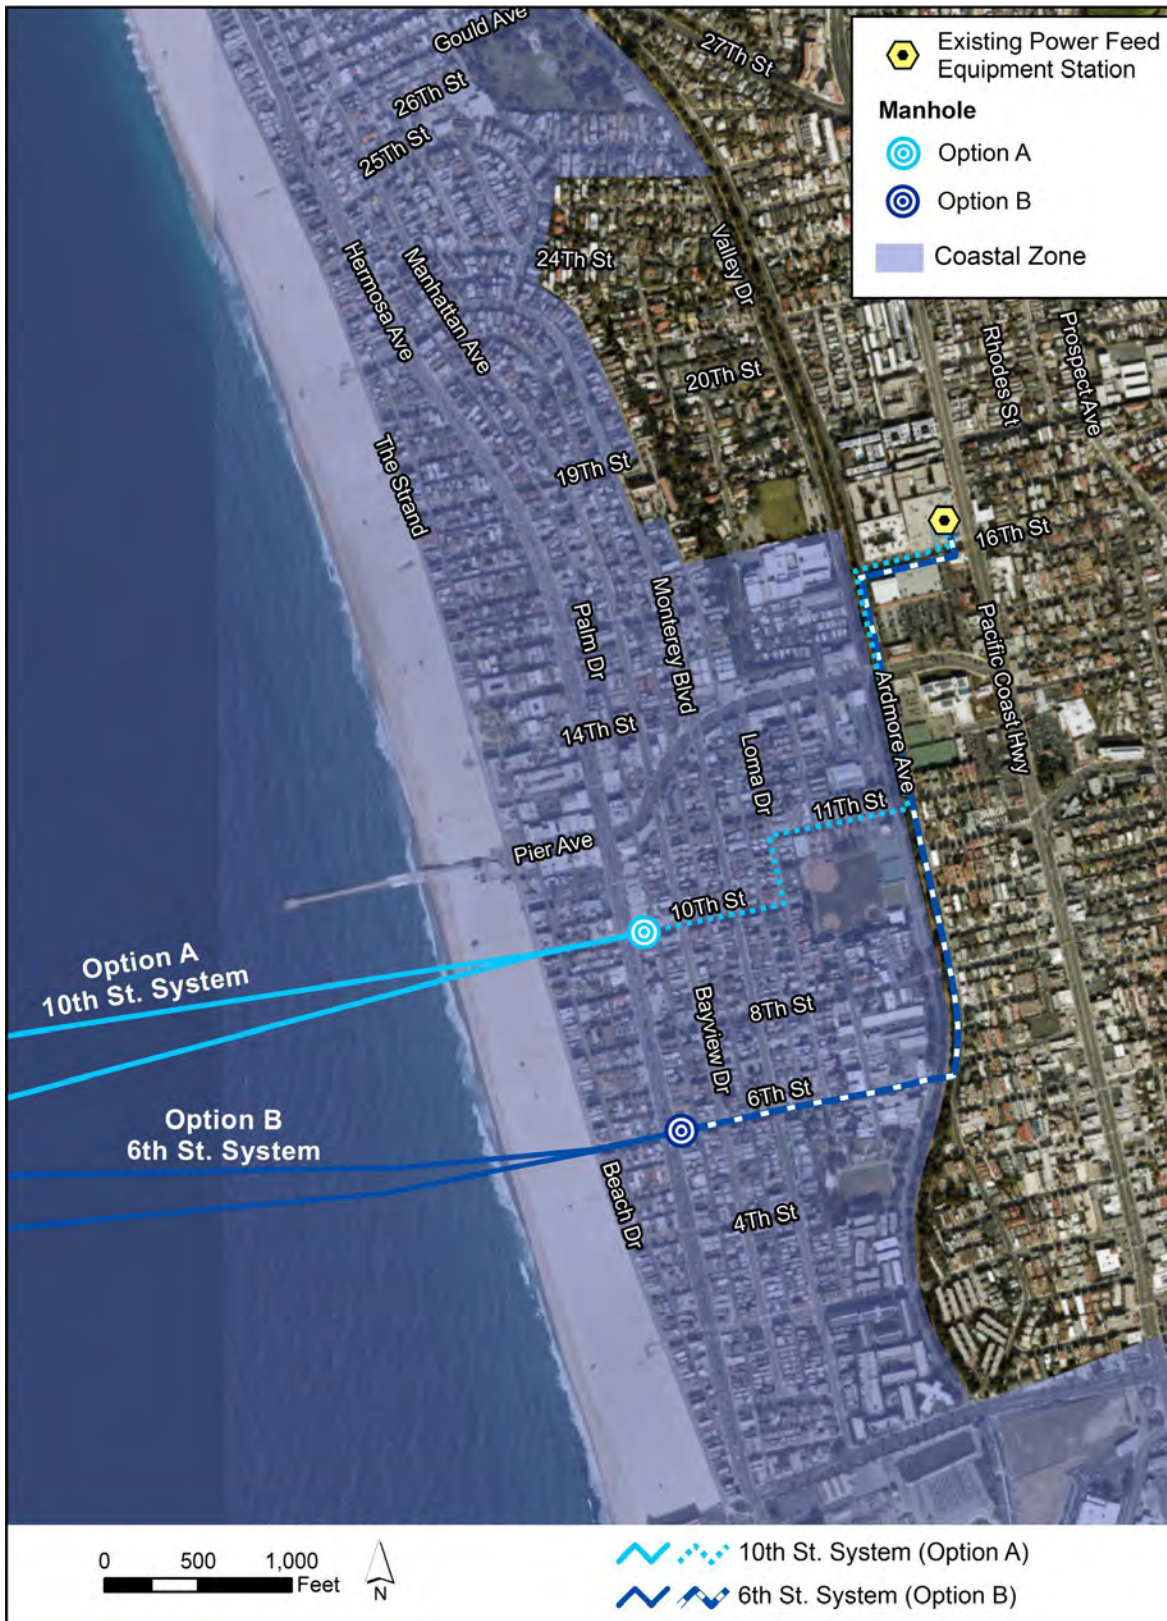 Gould Ave
27Th St
26Th St
25Th St
Existing Power Feed
Equipment Station
Manhole
Option A
Option B
Coastal Zone
24Th St
Valley Dr
Hermosa Ave
Manhattan Ave
Rhodes St
Prospect Ave
20Th St
The Strand
19Th St
16Th St
Palm Dr
Monterey Blvd
Ardmore Ave
Pacific Coast Hwy
14Th St
Loma Dr
11Th St
Pier Ave
10Th St
Option A
10th St. System
Bayview Dr
8Th St
6Th St
Option B
6th St. System
Beach Dr
4Th St
0 500 1,000
Feet
N
10th St. System (Option A)
6th St. System (Option B)